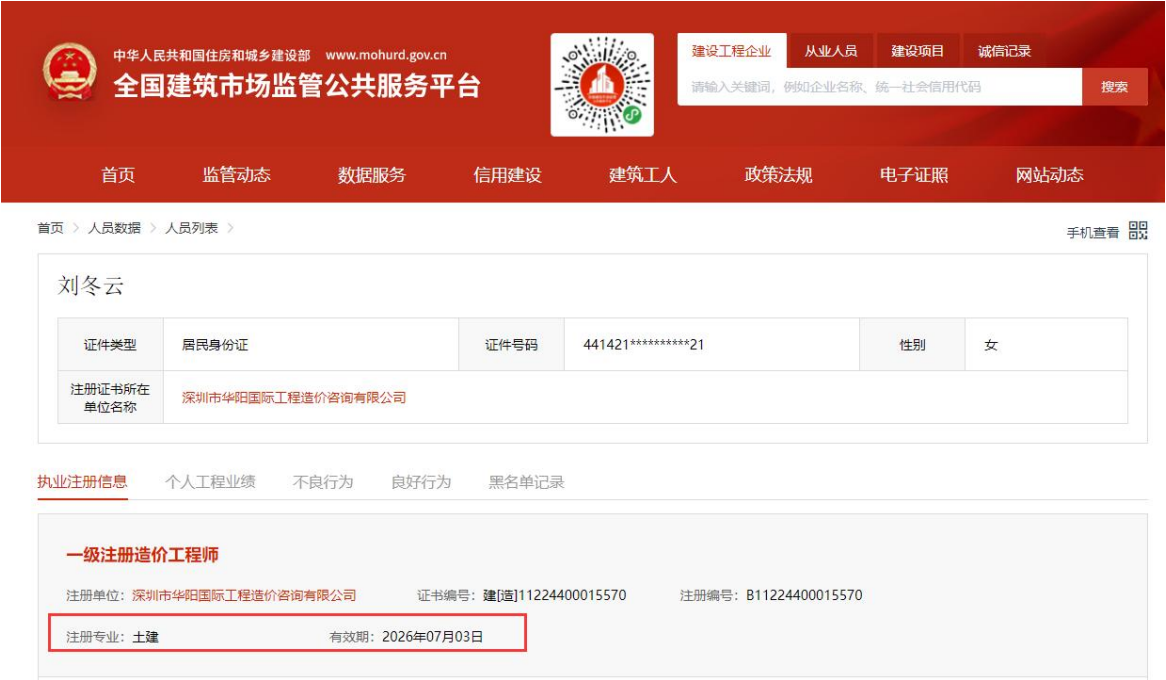 中华人民共和国住房和城乡建设部 www.mohurd.gov.cn
全国建筑市场监管公共服务平台
建设工程企业 从业人员 建设项目 诚信记录
请输入关键词，例如企业名称、统一社会信用代码 搜索
首页 监管动态 数据服务 信用建设 建筑工人 政策法规 电子证照 网站动态
首页 > 人员数据 > 人员列表 >
手机查看
刘冬云
证件类型 居民身份证 证件号码 441421**********21 性别 女
注册证书所在
单位名称
深圳市华阳国际工程造价咨询有限公司
执业注册信息 个人工程业绩 不良行为 良好行为 黑名单记录
一级注册造价工程师
注册单位：深圳市华阳国际工程造价咨询有限公司 证书编号：建[造]11224400015570 注册编号：B11224400015570
注册专业：土建 有效期：2026年07月03日